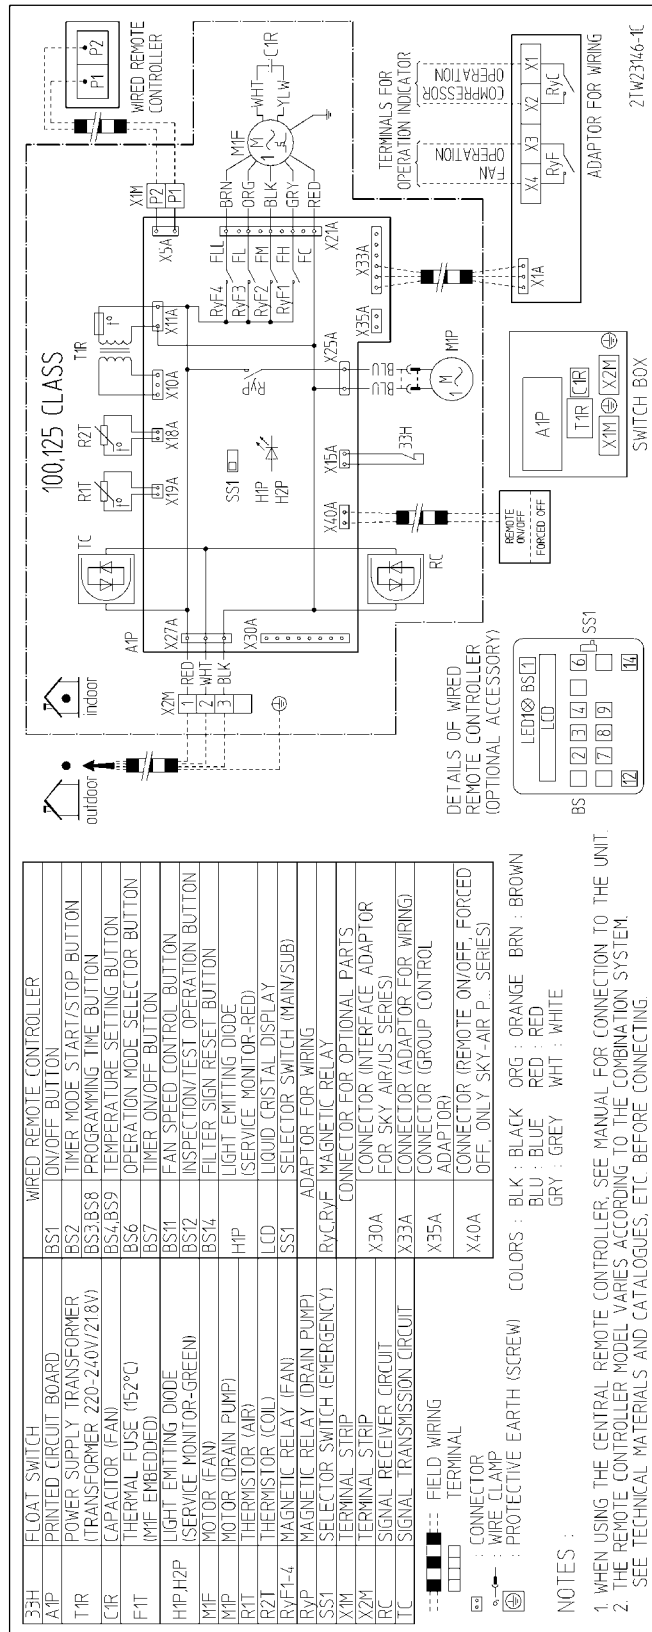 33H FLOAT SWITCH
A1P PRINTED CIRCUIT BOARD
T1R POWER SUPPLY TRANSFORMER
(TRANSFORMER 220-240V/218V)
C1R CAPACITOR (FAN)
F1T THERMAL FUSE (152°C)
(M1F EMBEDDED)
H1P,H2P LIGHT EMITTING DIODE
(SERVICE MONITOR-GREEN)
M1F MOTOR (FAN)
M1P MOTOR (DRAIN PUMP)
R1T THERMISTOR (AIR)
R2T THERMISTOR (COIL)
RyF1-4 MAGNETIC RELAY (FAN)
RyP MAGNETIC RELAY (DRAIN PUMP)
SS1 SELECTOR SWITCH (EMERGENCY)
X1M TERMINAL STRIP
X2M TERMINAL STRIP
RC SIGNAL RECEIVER CIRCUIT
TC SIGNAL TRANSMISSION CIRCUIT
WIRED REMOTE CONTROLLER
BS1 ON/OFF BUTTON
BS2 TIMER MODE START/STOP BUTTON
BS3,BS8 PROGRAMMING TIME BUTTON
BS4,BS9 TEMPERATURE SETTING BUTTON
BS6 OPERATION MODE SELECTOR BUTTON
BS7 TIMER ON/OFF BUTTON
BS11 FAN SPEED CONTROL BUTTON
BS12 INSPECTION/TEST OPERATION BUTTON
BS14 FILTER SIGN RESET BUTTON
H1P LIGHT EMITTING DIODE
(SERVICE MONITOR-RED)
LCD LIQUID CRISTAL DISPLAY
SS1 SELECTOR SWITCH (MAIN/SUB)
ADAPTOR FOR WIRING
RyC,RyF MAGNETIC RELAY
CONNECTOR FOR OPTIONAL PARTS
X30A CONNECTOR (INTERFACE ADAPTOR
FOR SKY AIR/US SERIES)
X33A CONNECTOR (ADAPTOR FOR WIRING)
X35A CONNECTOR (GROUP CONTROL
ADAPTOR)
X40A CONNECTOR (REMOTE ON/OFF, FORCED
OFF, ONLY SKY-AIR P... SERIES)
: FIELD WIRING
: TERMINAL
: CONNECTOR
: WIRE CLAMP
: PROTECTIVE EARTH (SCREW)
COLORS : BLK : BLACK ORG : ORANGE BRN : BROWN
BLU : BLUE RED : RED
GRY : GREY WHT : WHITE
NOTES :
1. WHEN USING THE CENTRAL REMOTE CONTROLLER, SEE MANUAL FOR CONNECTION TO THE UNIT.
2. THE REMOTE CONTROLLER MODEL VARIES ACCORDING TO THE COMBINATION SYSTEM.
SEE TECHNICAL MATERIALS AND CATALOGUES, ETC. BEFORE CONNECTING.
outdoor
indoor
100,125 CLASS
X2M
1 2 3
RED
WHT
BLK
A1P
X27A
X30A
TC
RC
R1T
t°
X19A
R2T
t°
X18A
T1R
t°
X10A
X11A
SS1
H1P
H2P
RyP
X40A
X15A
33H
X25A
BLU
BLU
M
1~
M1P
X35A
X33A
RyF4
RyF3
RyF2
RyF1
FLL
FL
FM
FH
FC
X21A
BRN
ORG
BLK
GRY
RED
M1F
M
1~
WHT
YLW
C1R
X5A
X1M
P2
P1
P2
P1
WIRED REMOTE
CONTROLLER
REMOTE
ON/OFF
FORCED OFF
DETAILS OF WIRED
REMOTE CONTROLLER
(OPTIONAL ACCESSORY)
LED1 BS 1
LCD
BS
2 3 4 6
7 8 9
12 14
SS1
A1P
T1R C1R
X1M X2M
SWITCH BOX
TERMINALS FOR
OPERATION INDICATOR
FAN
OPERATION
COMPRESSOR
OPERATION
X4 X3 X2 X1
RyF
RyC
X1A
ADAPTOR FOR WIRING
2TW23146-1C